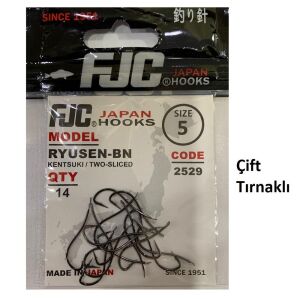 SINCE 1951
釣り針
FJC JAPAN
®HOOKS
FJC JAPAN
®HOOKS
MODEL
SIZE
5
RYUSEN-BN
KENTSUKI / TWO-SLICED
CODE
QTY
2529
14
Çift
Tırnaklı
MADE IN JAPAN
SINCE 1951